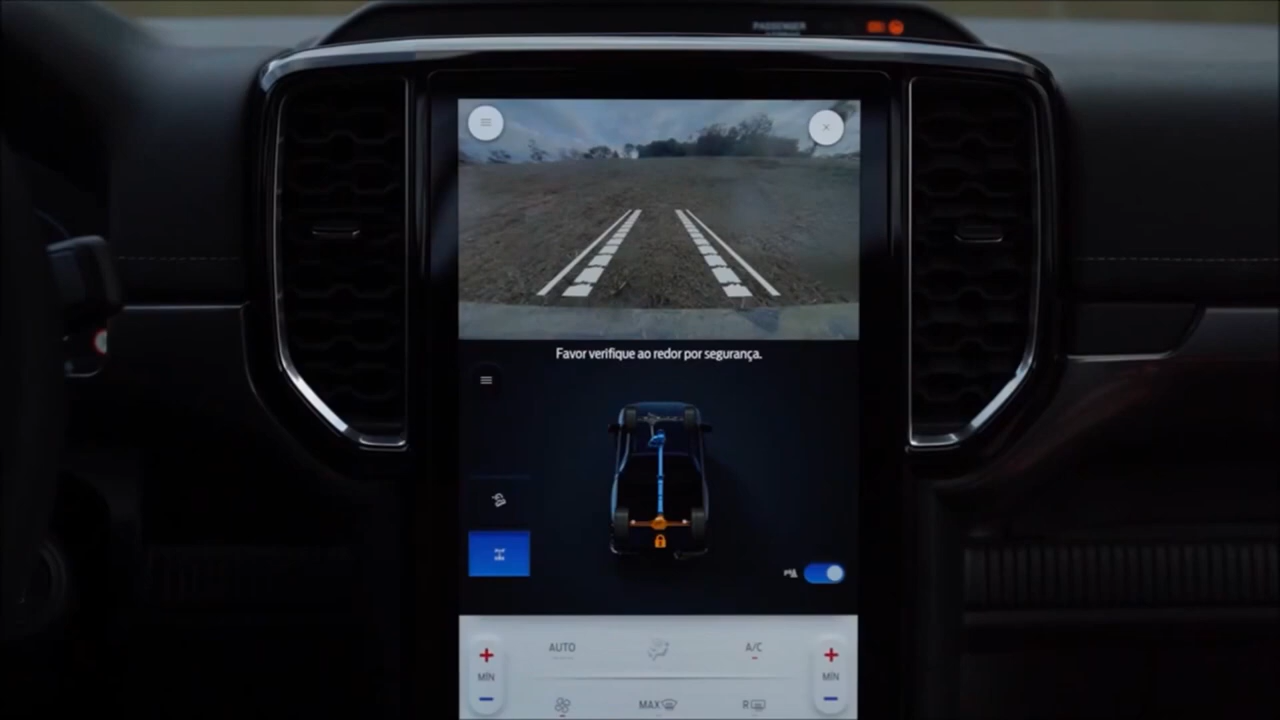 PASSENGER
Favor verifique ao redor por segurança.
AUTO
A/C
MIN
MIN
MAX
R